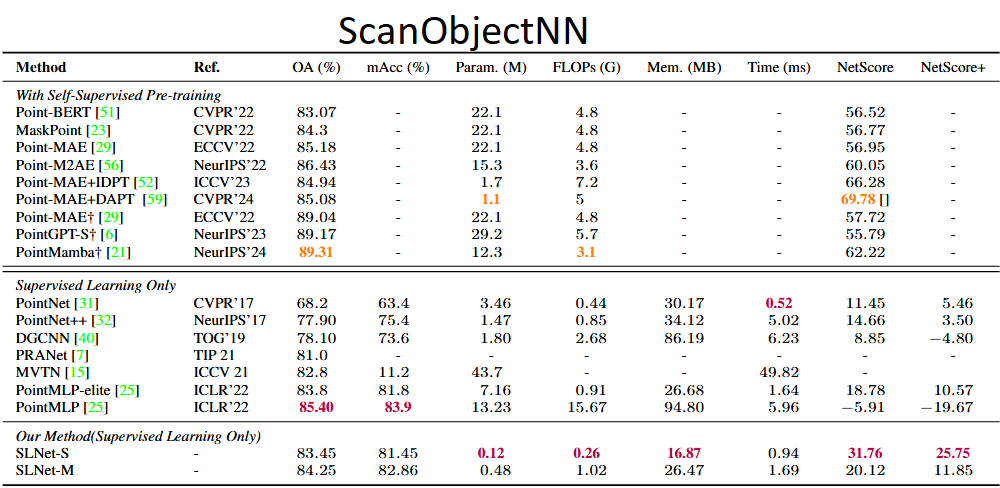 ScanObjectNN
Method Ref. OA (%) mAcc (%) Param. (M) FLOPs (G) Mem. (MB) Time (ms) NetScore NetScore+
With Self-Supervised Pre-training
Point-BERT [51] CVPR'22 83.07 - 22.1 4.8 - - 56.52 -
MaskPoint [23] CVPR'22 84.3 - 22.1 4.8 - - 56.77 -
Point-MAE [29] ECCV'22 85.18 - 22.1 4.8 - - 56.95 -
Point-M2AE [56] NeurIPS'22 86.43 - 15.3 3.6 - - 60.05 -
Point-MAE+IDPT [52] ICCV'23 84.94 - 1.7 7.2 - - 66.28 -
Point-MAE+DAPT [59] CVPR'24 85.08 - 1.1 5 - - 69.78 [] -
Point-MAE† [29] ECCV'22 89.04 - 22.1 4.8 - - 57.72 -
PointGPT-S† [6] NeurIPS'23 89.17 - 29.2 5.7 - - 55.79 -
PointMamba† [21] NeurIPS'24 89.31 - 12.3 3.1 - - 62.22 -
Supervised Learning Only
PointNet [31] CVPR'17 68.2 63.4 3.46 0.44 30.17 0.52 11.45 5.46
PointNet++ [32] NeurIPS'17 77.90 75.4 1.47 0.85 34.12 5.02 14.66 3.50
DGCNN [40] TOG'19 78.10 73.6 1.80 2.68 86.19 6.23 8.85 −4.80
PRANet [7] TIP 21 81.0 - - - - - - -
MVTN [15] ICCV 21 82.8 11.2 43.7 - - 49.82 -
PointMLP-elite [25] ICLR'22 83.8 81.8 7.16 0.91 26.68 1.64 18.78 10.57
PointMLP [25] ICLR'22 85.40 83.9 13.23 15.67 94.80 5.96 −5.91 −19.67
Our Method(Supervised Learning Only)
SLNet-S - 83.45 81.45 0.12 0.26 16.87 0.94 31.76 25.75
SLNet-M - 84.25 82.86 0.48 1.02 26.47 1.69 20.12 11.85